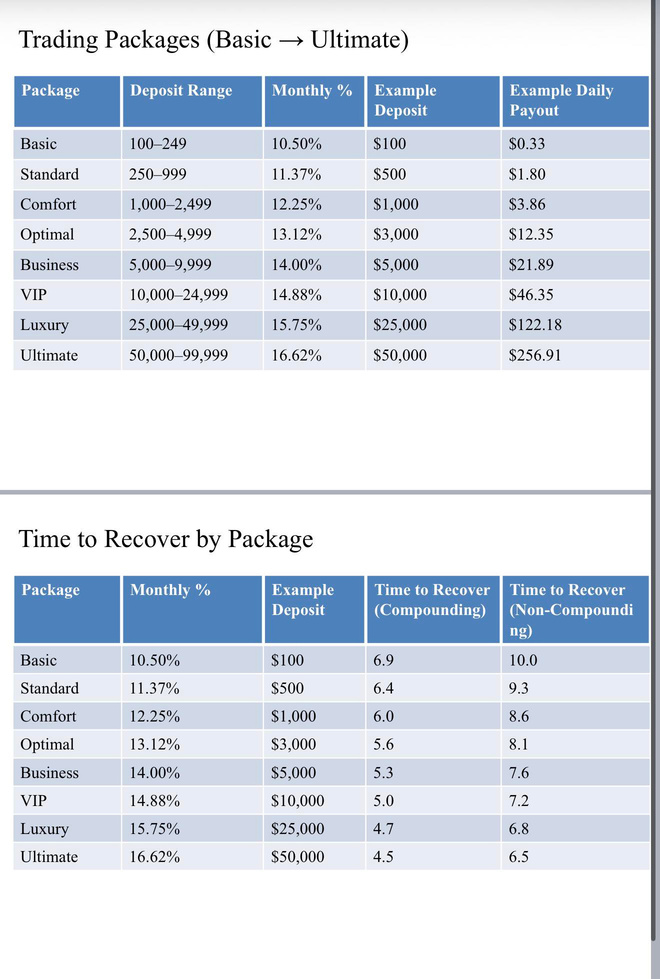 Trading Packages (Basic → Ultimate)
Package Deposit Range Monthly % Example Deposit Example Daily Payout
Basic 100–249 10.50% $100 $0.33
Standard 250–999 11.37% $500 $1.80
Comfort 1,000–2,499 12.25% $1,000 $3.86
Optimal 2,500–4,999 13.12% $3,000 $12.35
Business 5,000–9,999 14.00% $5,000 $21.89
VIP 10,000–24,999 14.88% $10,000 $46.35
Luxury 25,000–49,999 15.75% $25,000 $122.18
Ultimate 50,000–99,999 16.62% $50,000 $256.91
Time to Recover by Package
Package Monthly % Example Deposit Time to Recover (Compounding) Time to Recover (Non-Compounding)
Basic 10.50% $100 6.9 10.0
Standard 11.37% $500 6.4 9.3
Comfort 12.25% $1,000 6.0 8.6
Optimal 13.12% $3,000 5.6 8.1
Business 14.00% $5,000 5.3 7.6
VIP 14.88% $10,000 5.0 7.2
Luxury 15.75% $25,000 4.7 6.8
Ultimate 16.62% $50,000 4.5 6.5